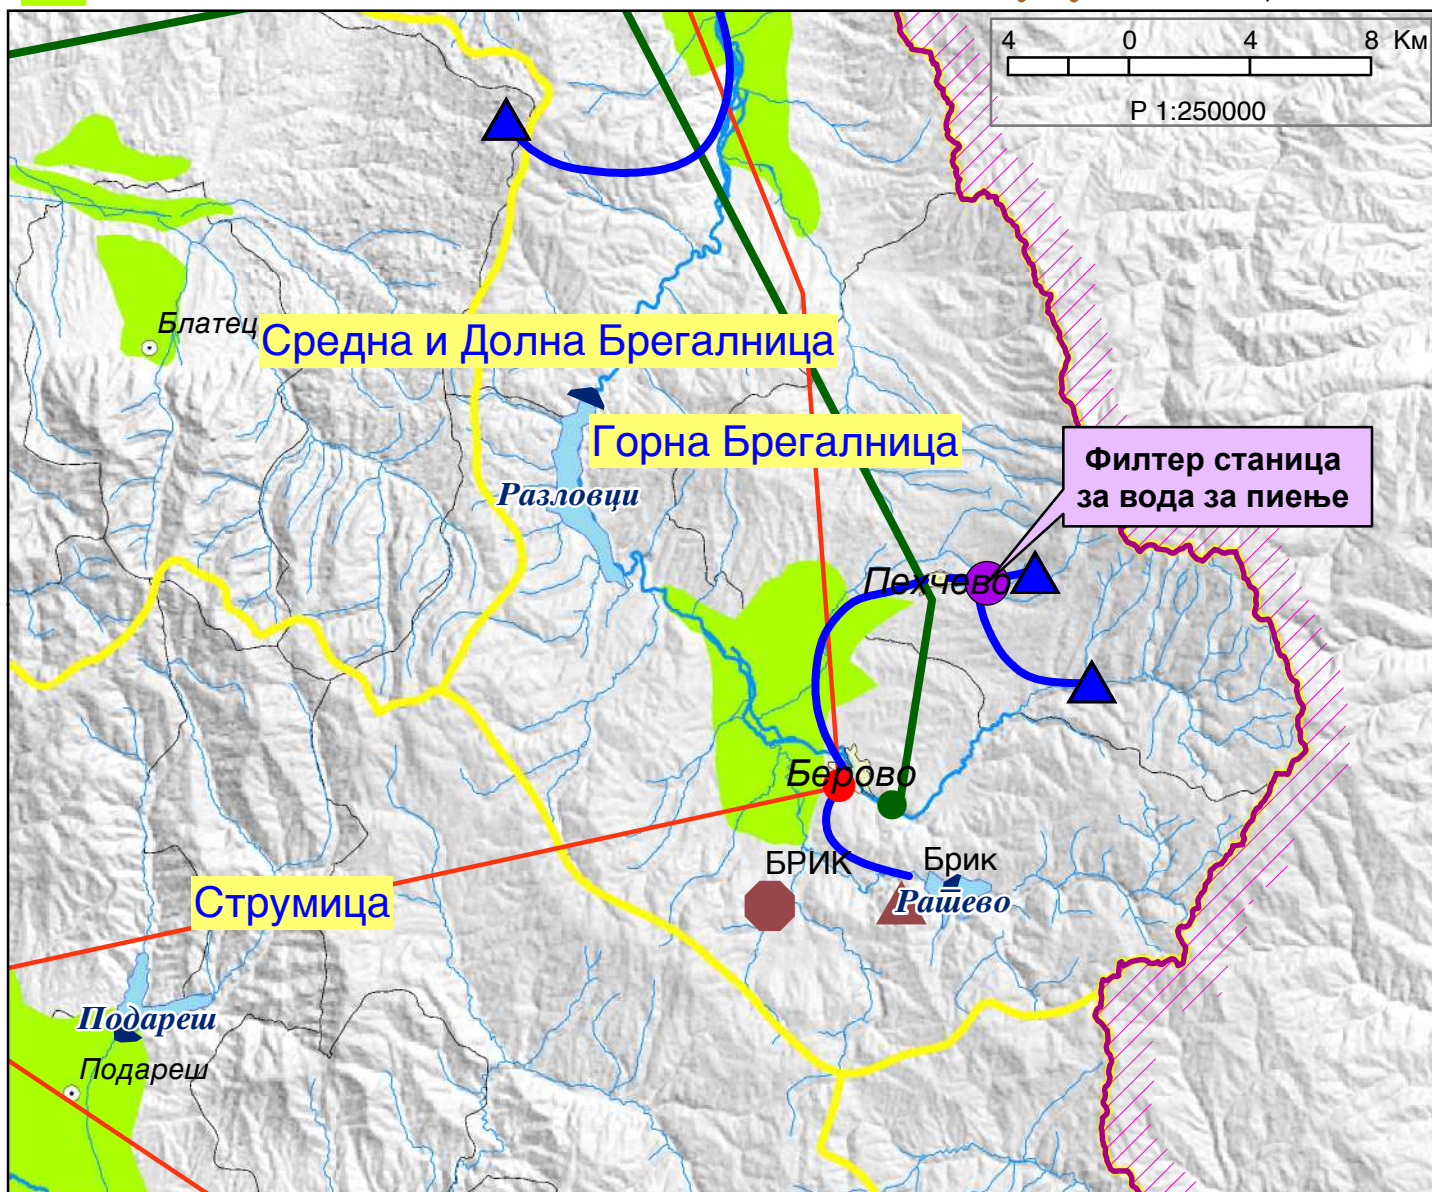 4 0 4 8 Км
Р 1:250000
Блатец
Средна и Долна Брегалница
Горна Брегалница
Филтер станица
за вода за пиење
Разловци
Пехчево
Берово
БРИК
Брик
Рашево
Струмица
Подареш
Подареш